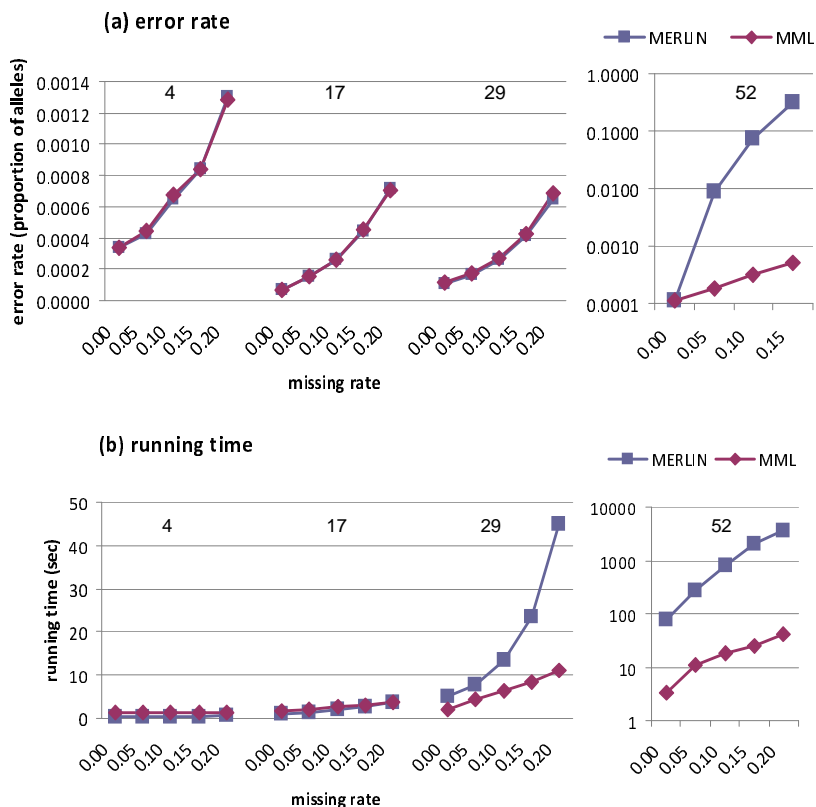 (a) error rate
MERLIN MML
error rate (proportion of alleles)
0.0014
0.0012
0.0010
0.0008
0.0006
0.0004
0.0002
0.0000
4 17 29
0.00 0.05 0.10 0.15 0.20 0.00 0.05 0.10 0.15 0.20 0.00 0.05 0.10 0.15 0.20
missing rate
1.0000
0.1000
0.0100
0.0010
0.0001
52
0.00 0.05 0.10 0.15
(b) running time
MERLIN MML
running time (sec)
50
40
30
20
10
0
4 17 29
0.00 0.05 0.10 0.15 0.20 0.00 0.05 0.10 0.15 0.20 0.00 0.05 0.10 0.15 0.20
missing rate
10000
1000
100
10
1
52
0.00 0.05 0.10 0.15 0.20